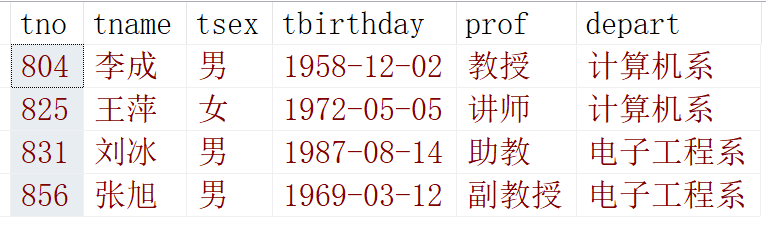 tno tname tsex tbirthday prof depart
804 李成 男 1958-12-02 教授 计算机系
825 王萍 女 1972-05-05 讲师 计算机系
831 刘冰 男 1987-08-14 助教 电子工程系
856 张旭 男 1969-03-12 副教授 电子工程系